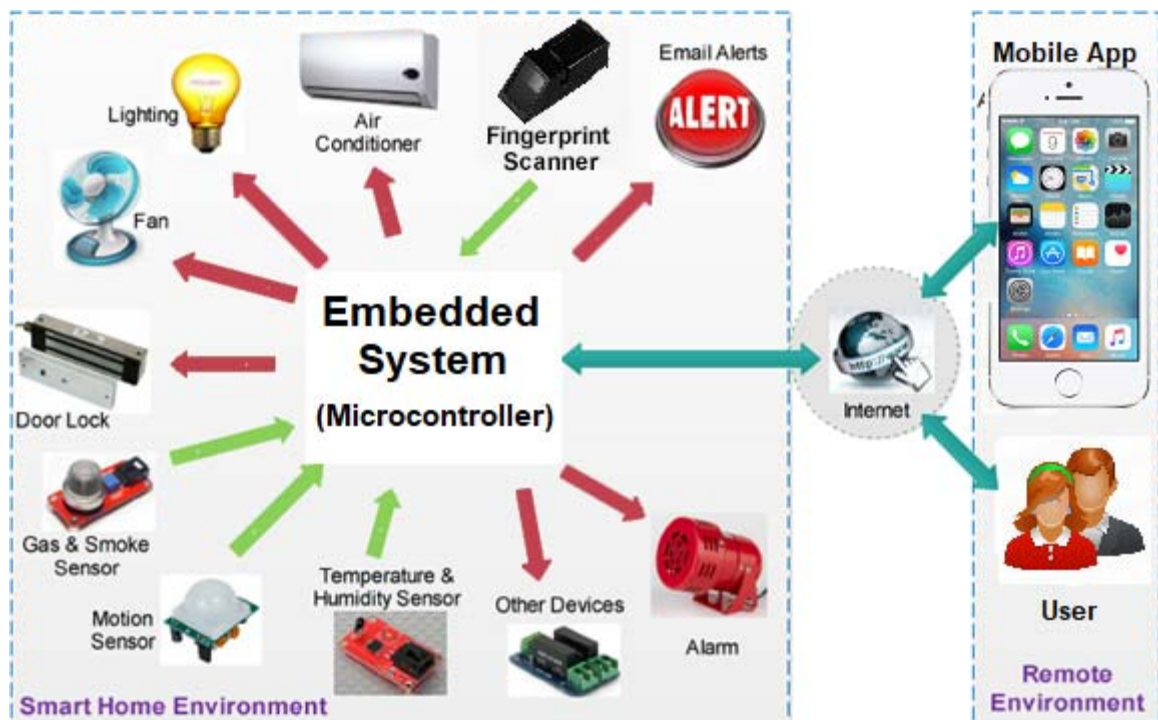 Lighting
Air
Conditioner
Fingerprint
Scanner
Email Alerts
ALERT
Mobile App
Fan
Embedded
System
(Microcontroller)
Door Lock
Gas & Smoke
Sensor
Motion
Sensor
Temperature &
Humidity Sensor
Other Devices
Alarm
Smart Home Environment
http://w
Internet
User
Remote
Environment